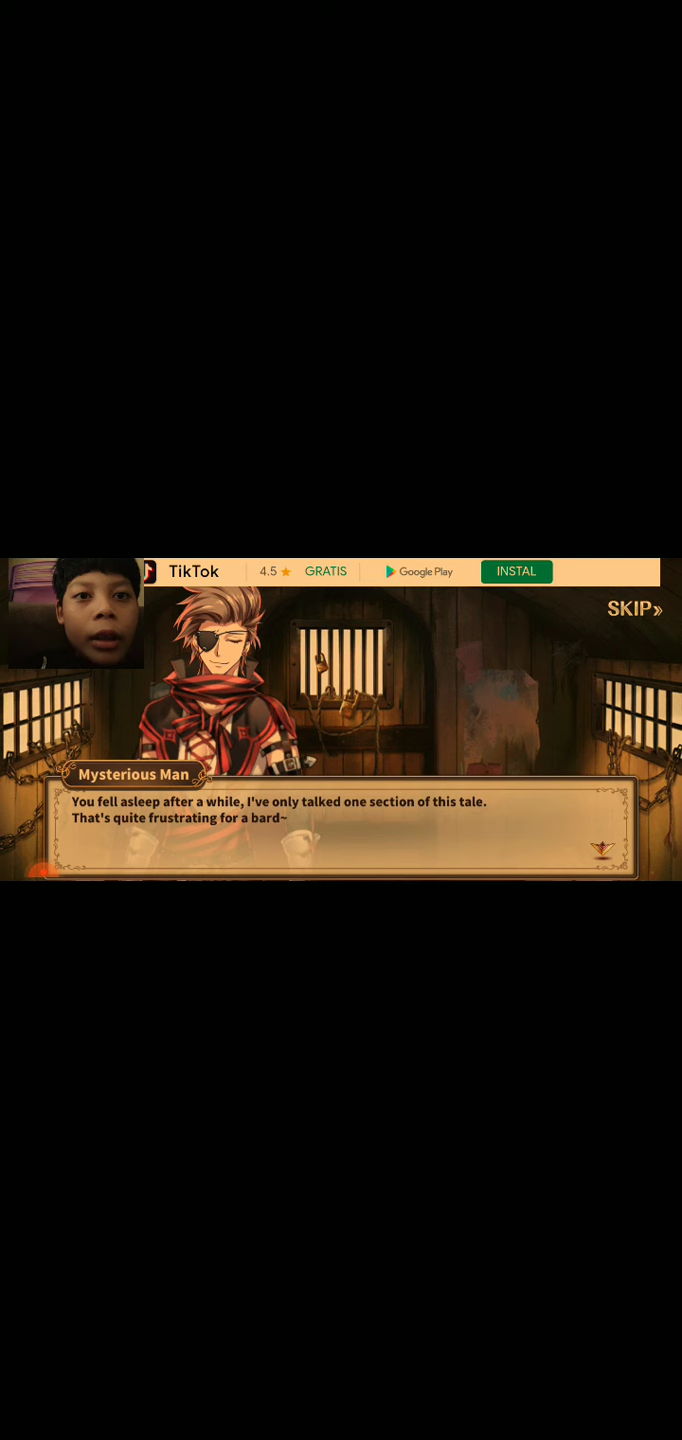 TikTok
4.5 ★ GRATIS
Google Play
INSTAL
SKIP»
Mysterious Man
You fell asleep after a while, I've only talked one section of this tale.
That's quite frustrating for a bard~